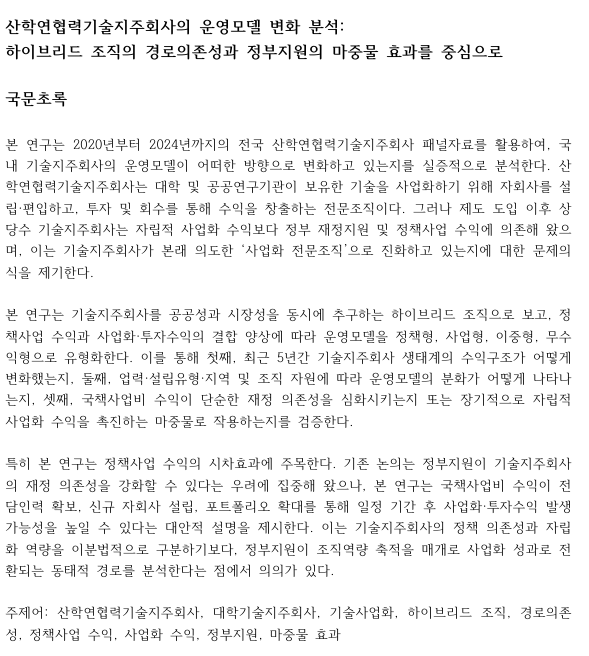 산학연협력기술지주회사의 운영모델 변화 분석:
하이브리드 조직의 경로의존성과 정부지원의 마중물 효과를 중심으로
국문초록
본 연구는 2020년부터 2024년까지의 전국 산학연협력기술지주회사 패널자료를 활용하여, 국
내 기술지주회사의 운영모델이 어떠한 방향으로 변화하고 있는지를 실증적으로 분석한다. 산
학연협력기술지주회사는 대학 및 공공연구기관이 보유한 기술을 사업화하기 위해 자회사를 설
립·편입하고, 투자 및 회수를 통해 수익을 창출하는 전문조직이다. 그러나 제도 도입 이후 상
당수 기술지주회사는 자립적 사업화 수익보다 정부 재정지원 및 정책사업 수익에 의존해 왔으
며, 이는 기술지주회사가 본래 의도한 ‘사업화 전문조직’으로 진화하고 있는지에 대한 문제의
식을 제기한다.
본 연구는 기술지주회사를 공공성과 시장성을 동시에 추구하는 하이브리드 조직으로 보고, 정
책사업 수익과 사업화·투자수익의 결합 양상에 따라 운영모델을 정책형, 사업형, 이중형, 무수
익형으로 유형화한다. 이를 통해 첫째, 최근 5년간 기술지주회사 생태계의 수익구조가 어떻게
변화했는지, 둘째, 업력·설립유형·지역 및 조직 자원에 따라 운영모델의 분화가 어떻게 나타나
는지, 셋째, 국책사업비 수익이 단순한 재정 의존성을 심화시키는지 또는 장기적으로 자립적
사업화 수익을 촉진하는 마중물로 작용하는지를 검증한다.
특히 본 연구는 정책사업 수익의 시차효과에 주목한다. 기존 논의는 정부지원이 기술지주회사
의 재정 의존성을 강화할 수 있다는 우려에 집중해 왔으나, 본 연구는 국책사업비 수익이 전
담인력 확보, 신규 자회사 설립, 포트폴리오 확대를 통해 일정 기간 후 사업화·투자수익 발생
가능성을 높일 수 있다는 대안적 설명을 제시한다. 이는 기술지주회사의 정책 의존성과 자립
화 역량을 이분법적으로 구분하기보다, 정부지원이 조직역량 축적을 매개로 사업화 성과로 전
환되는 동태적 경로를 분석한다는 점에서 의의가 있다.
주제어: 산학연협력기술지주회사, 대학기술지주회사, 기술사업화, 하이브리드 조직, 경로의존
성, 정책사업 수익, 사업화 수익, 정부지원, 마중물 효과